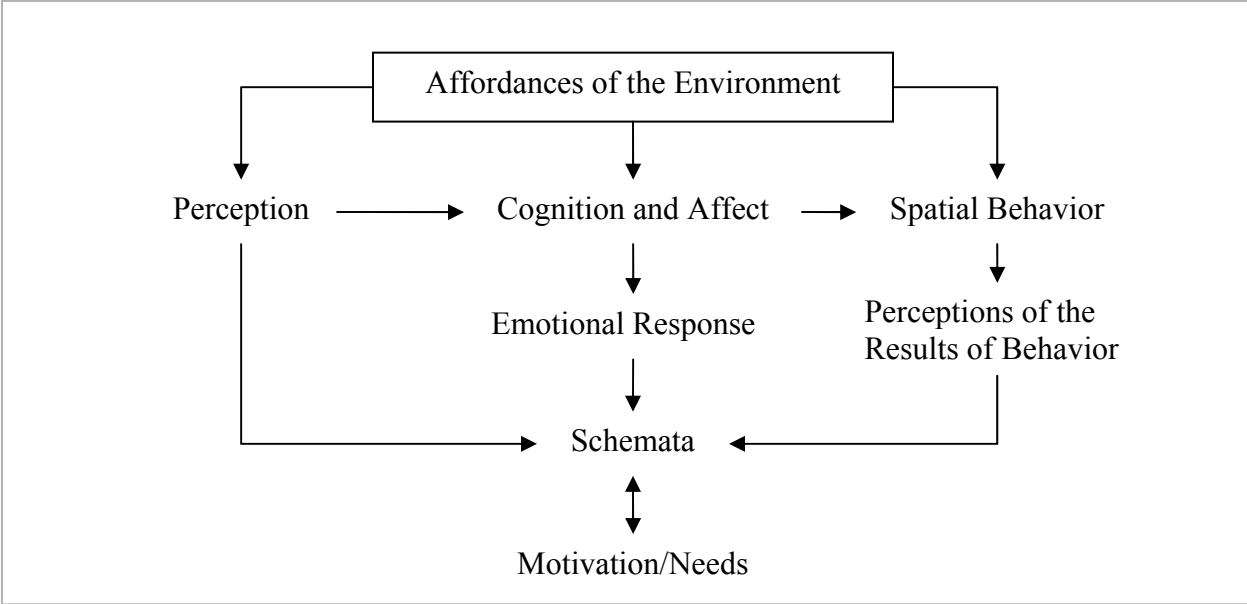 Affordances of the Environment
Perception
Cognition and Affect
Spatial Behavior
Emotional Response
Perceptions of the
Results of Behavior
Schemata
Motivation/Needs